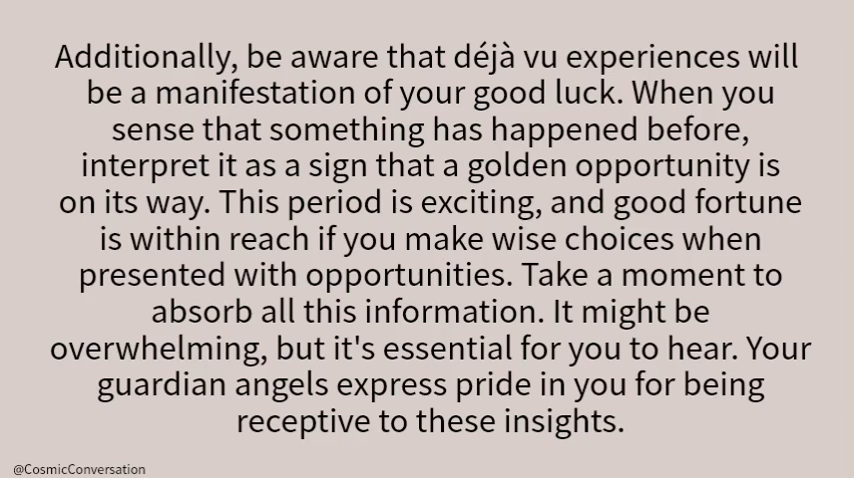 Additionally, be aware that déjà vu experiences will
be a manifestation of your good luck. When you
sense that something has happened before,
interpret it as a sign that a golden opportunity is
on its way. This period is exciting, and good fortune
is within reach if you make wise choices when
presented with opportunities. Take a moment to
absorb all this information. It might be
overwhelming, but it's essential for you to hear. Your
guardian angels express pride in you for being
receptive to these insights.
@CosmicConversation